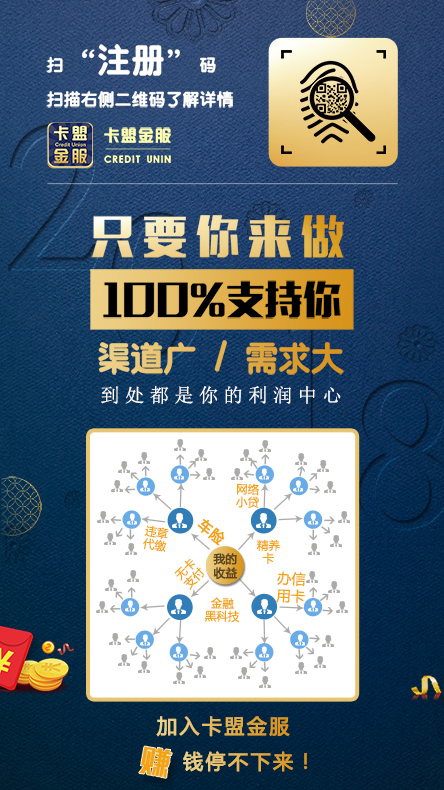 扫 “注册” 码
扫描右侧二维码了解详情
卡盟
Credit Union
金服
卡盟金服
CREDIT UNIN
2018
只要你来做
100%支持你
渠道广 / 需求大
到处都是你的利润中心
网络
小贷
违章
代缴
车险
精养
卡
我的
收益
无卡
支付
办信
用卡
金融
黑科技
¥
加入卡盟金服
赚 钱停不下来！